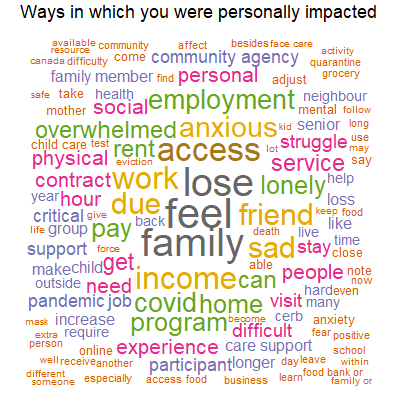 Ways in which you were personally impacted
available community affect besides face care
resource
canada difficulty come community agency activity
quarantine
family member find personal adjust grocery
safe take health social employment neighbour
mother mental follow
overwhelmed anxious kid senior long
child care test rent access lot struggle use
may
physical eviction service say
contract work lose lonely help
year hour due feel friend keep loss
critical give back food
life group pay family death live like
support force sad stay time
close
make child get able people note
outside need income can hard even now
pandemic job covid home visit many
mask increase program become cerb anxiety
extra require difficult fear positive
person online experience care support school
well receive another participant longer day leave within
different food bank or
someone especially access food business learn family or